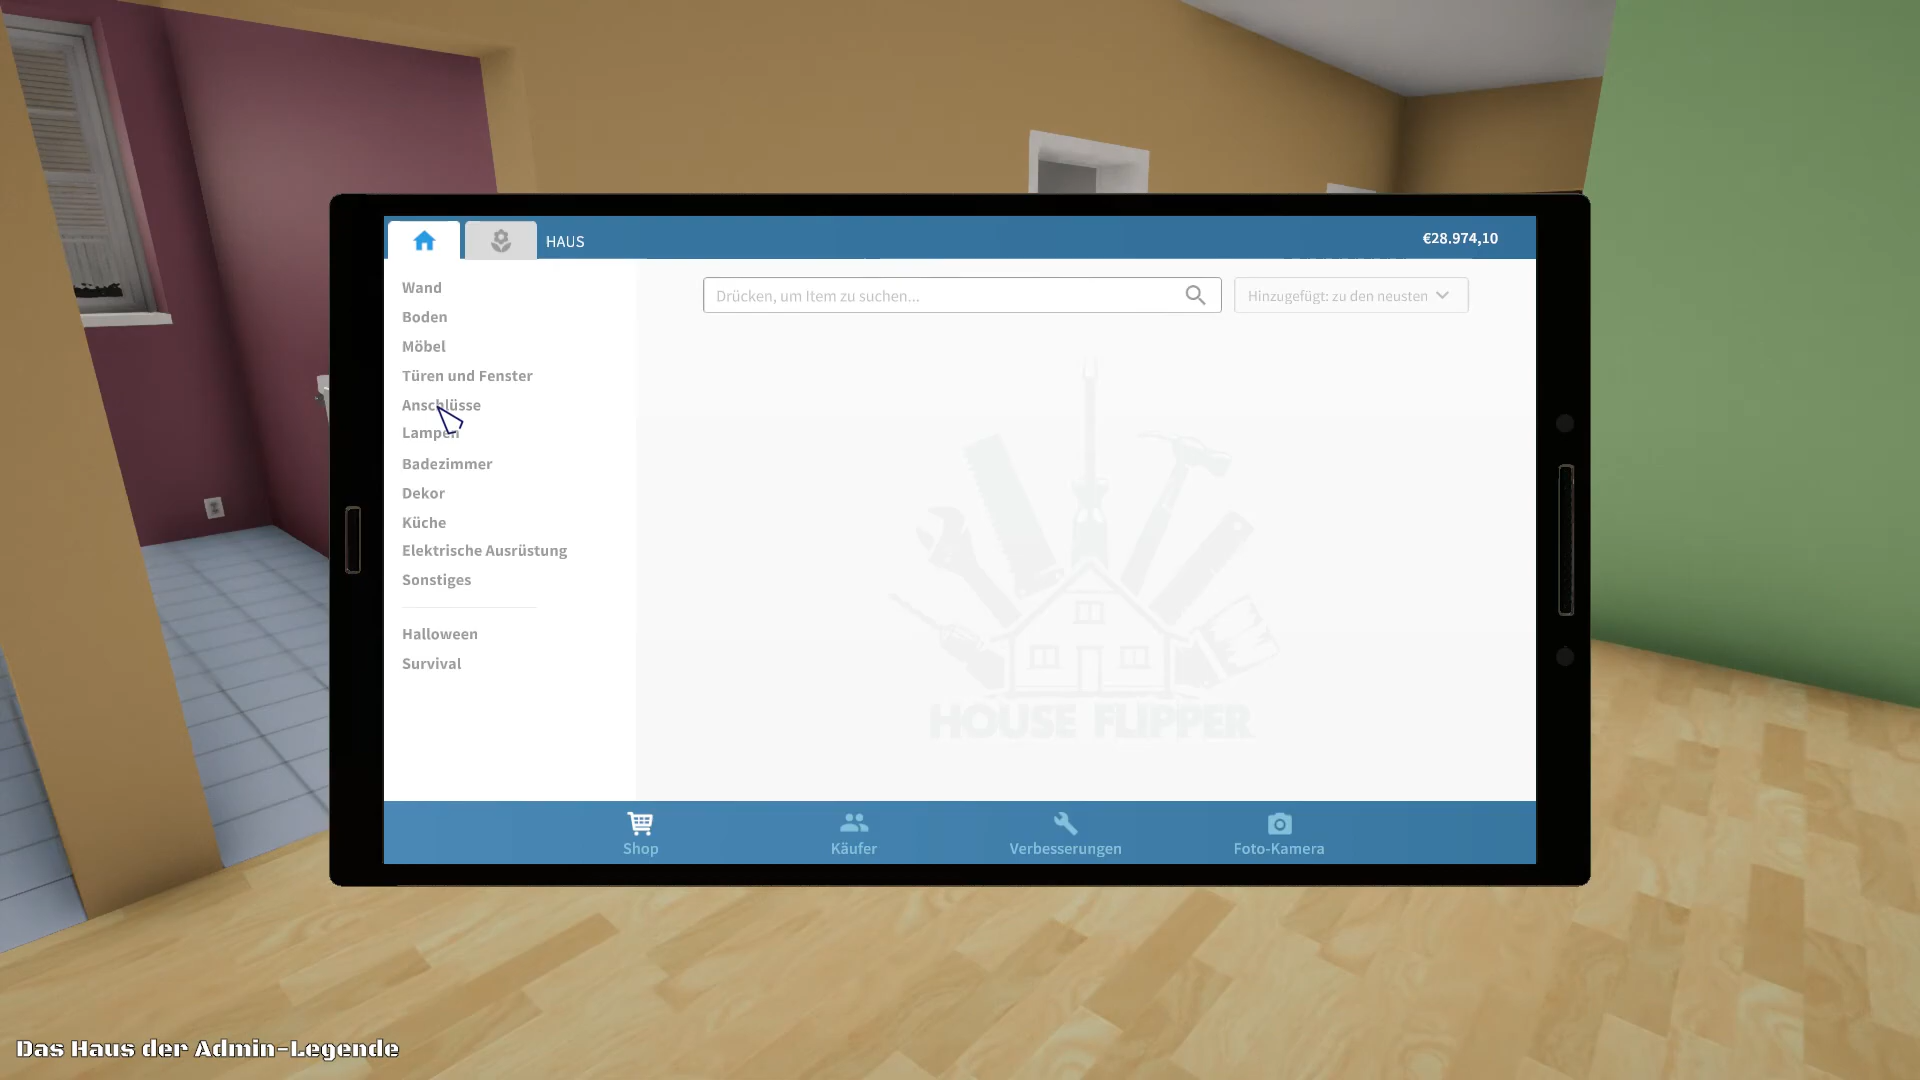 HAUS
€28.974,10
Wand
Boden
Möbel
Türen und Fenster
Anschlüsse
Lampen
Badezimmer
Dekor
Küche
Elektrische Ausrüstung
Sonstiges
Halloween
Survival
Drücken, um Item zu suchen...
Hinzugefügt: zu den neusten
HOUSE FLIPPER
Shop
Käufer
Verbesserungen
Foto-Kamera
Das Haus der Admin-Legende